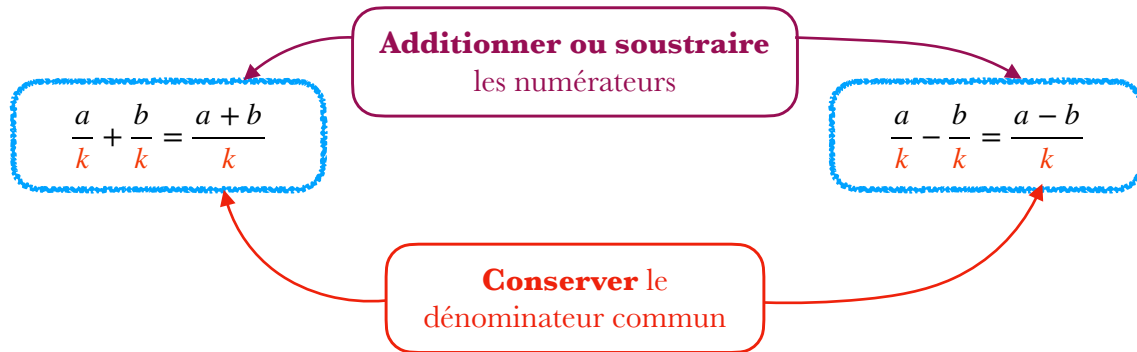 Additionner ou soustraire
les numérateurs
a/k + b/k = (a + b)/k
a/k − b/k = (a − b)/k
Conserver le
dénominateur commun